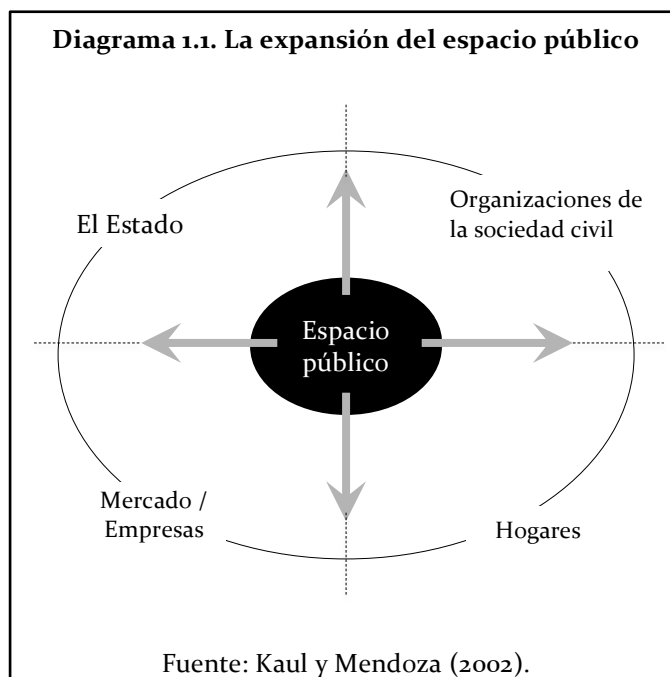 Diagrama 1.1. La expansión del espacio público
El Estado
Organizaciones de
la sociedad civil
Espacio
público
Mercado /
Empresas
Hogares
Fuente: Kaul y Mendoza (2002).